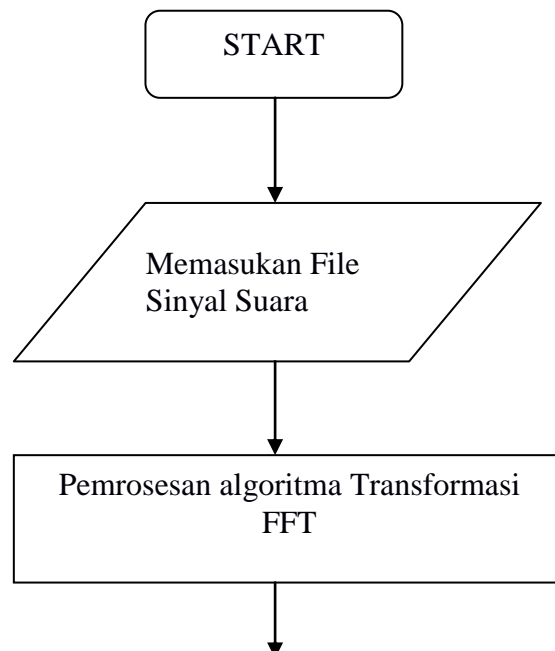 START
Memasukan File
Sinyal Suara
Pemrosesan algoritma Transformasi
FFT